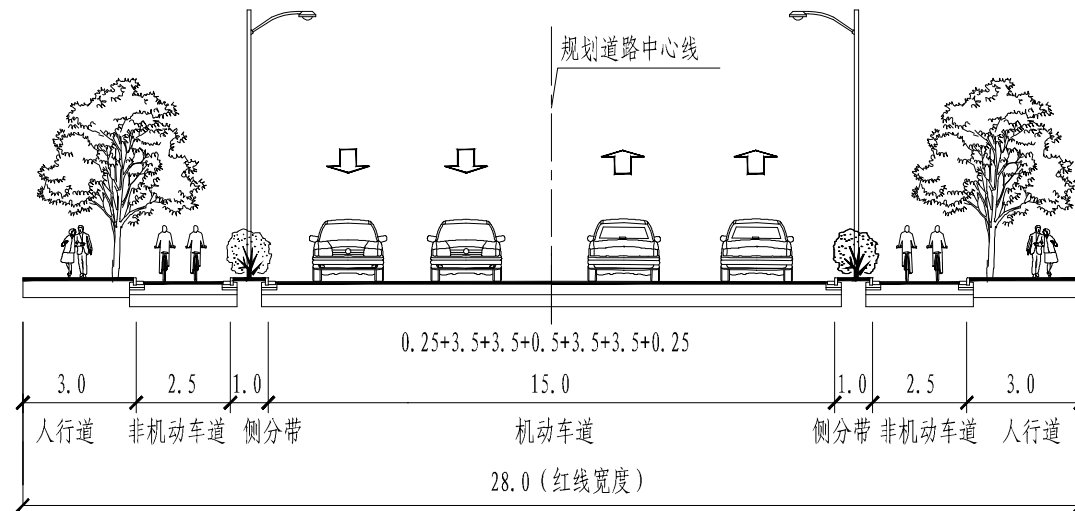 规划道路中心线
0.25+3.5+3.5+0.5+3.5+3.5+0.25
3.0 2.5 1.0 15.0 1.0 2.5 3.0
人行道 非机动车道 侧分带 机动车道 侧分带 非机动车道 人行道
28.0（红线宽度）